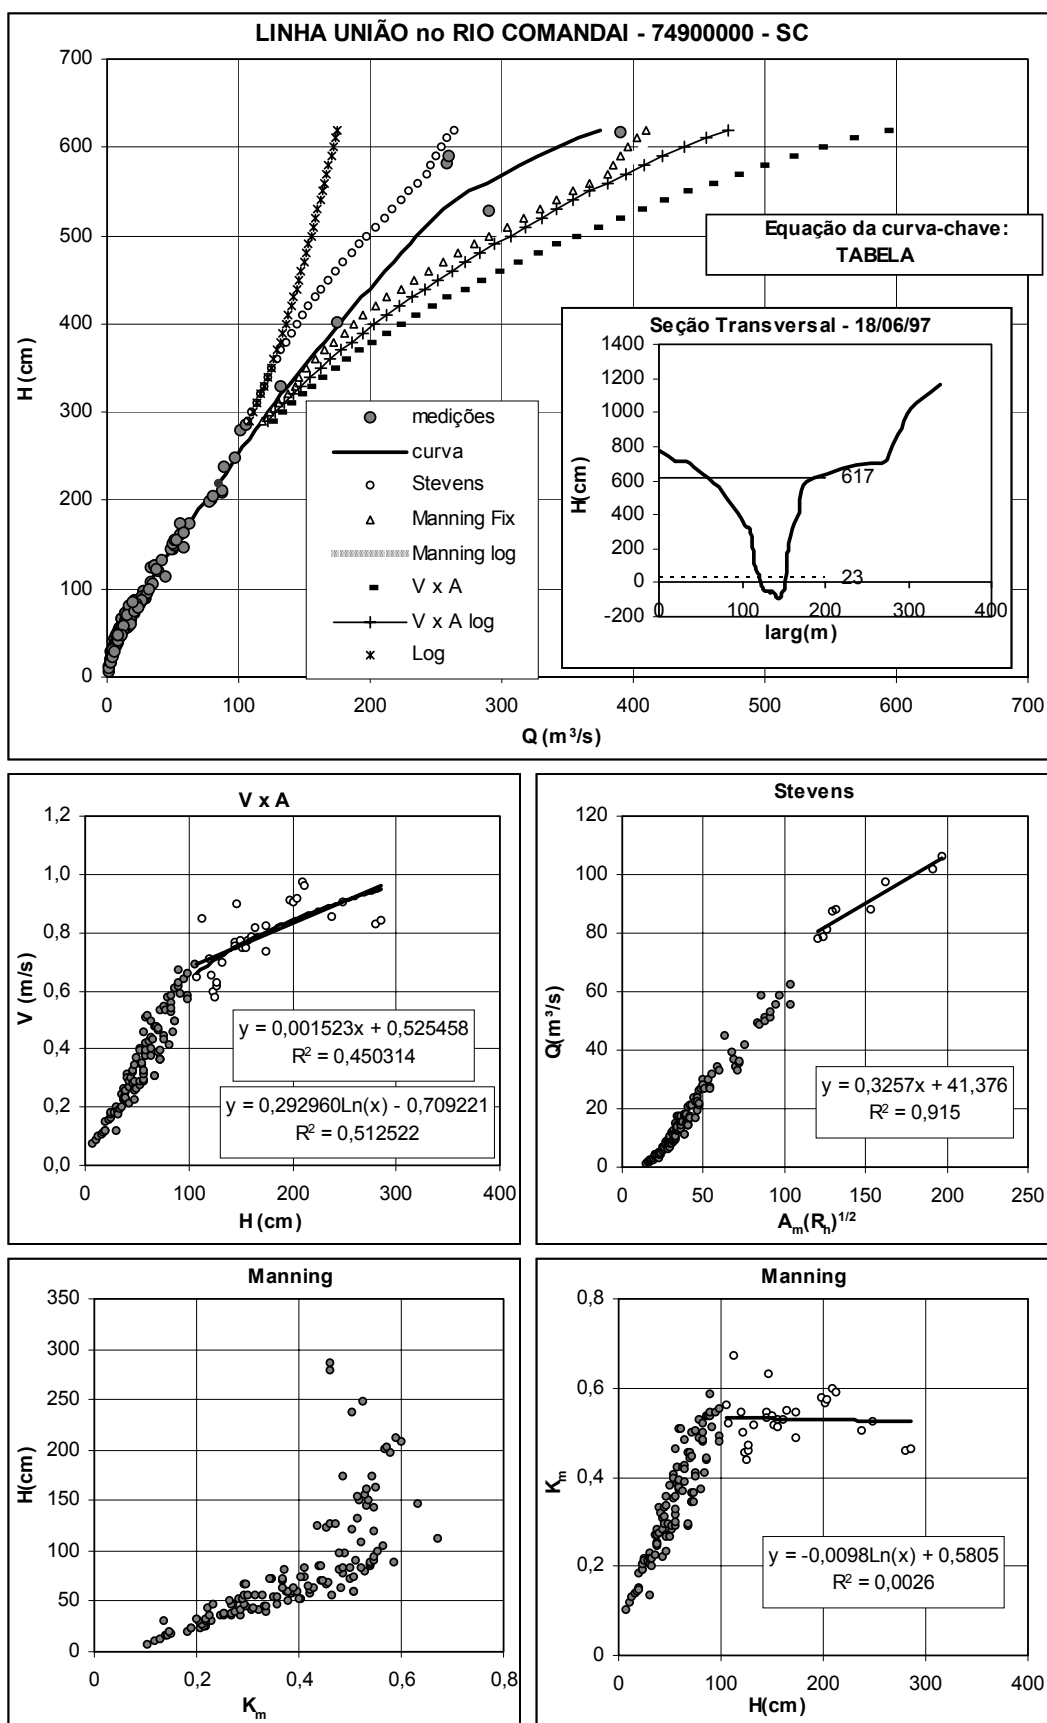 LINHA UNIÃO no RIO COMANDAI - 74900000 - SC
700
600
500
400
300
200
100
0
H (cm)
0 100 200 300 400 500 600 700
Q (m³/s)
Equação da curva-chave:
TABELA
medições
curva
Stevens
Manning Fix
Manning log
V x A
V x A log
Log
Seção Transversal - 18/06/97
1400
1200
1000
800
600
400
200
0
-200
H(cm)
617
23
0 100 200 300 400
larg(m)
V x A
1,2
1,0
0,8
0,6
0,4
0,2
0,0
V (m/s)
y = 0,001523x + 0,525458
R² = 0,450314
y = 0,292960Ln(x) - 0,709221
R² = 0,512522
0 100 200 300 400
H (cm)
Stevens
120
100
80
60
40
20
0
Q(m³/s)
y = 0,3257x + 41,376
R² = 0,915
0 50 100 150 200 250
Aₘ(Rₕ)¹/²
Manning
350
300
250
200
150
100
50
0
H(cm)
0 0,2 0,4 0,6 0,8
Kₘ
Manning
0,8
0,6
0,4
0,2
0
Kₘ
y = -0,0098Ln(x) + 0,5805
R² = 0,0026
0 100 200 300 400
H(cm)